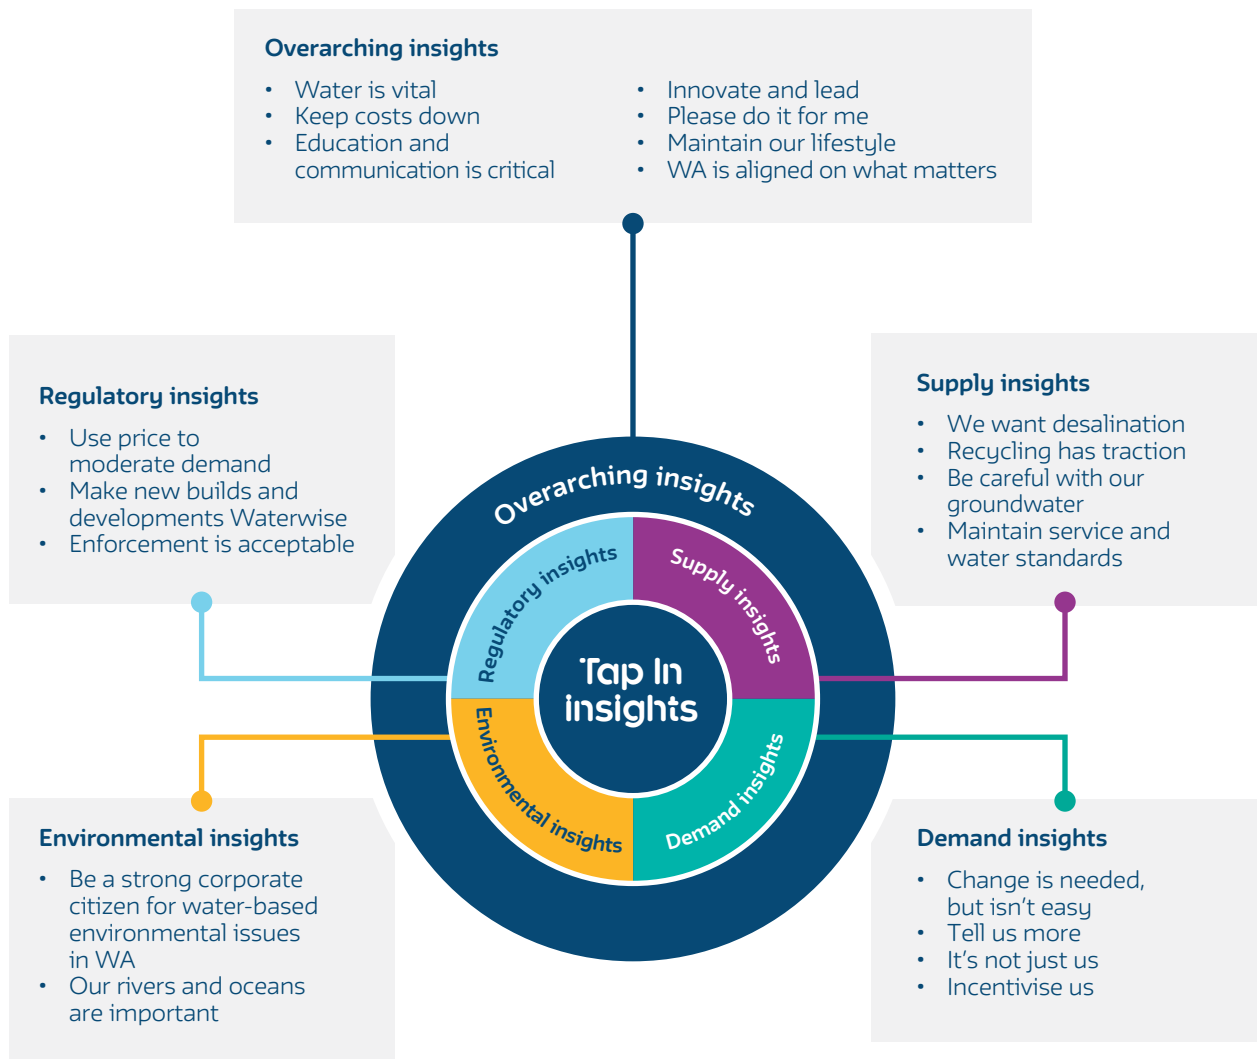 Overarching insights
• Water is vital
• Keep costs down
• Education and
communication is critical
• Innovate and lead
• Please do it for me
• Maintain our lifestyle
• WA is aligned on what matters
Regulatory insights
• Use price to
moderate demand
• Make new builds and
developments Waterwise
• Enforcement is acceptable
Supply insights
• We want desalination
• Recycling has traction
• Be careful with our
groundwater
• Maintain service and
water standards
Overarching insights
Regulatory insights
Supply insights
Tap In
insights
Environmental insights
Demand insights
Environmental insights
• Be a strong corporate
citizen for water-based
environmental issues
in WA
• Our rivers and oceans
are important
Demand insights
• Change is needed,
but isn't easy
• Tell us more
• It's not just us
• Incentivise us